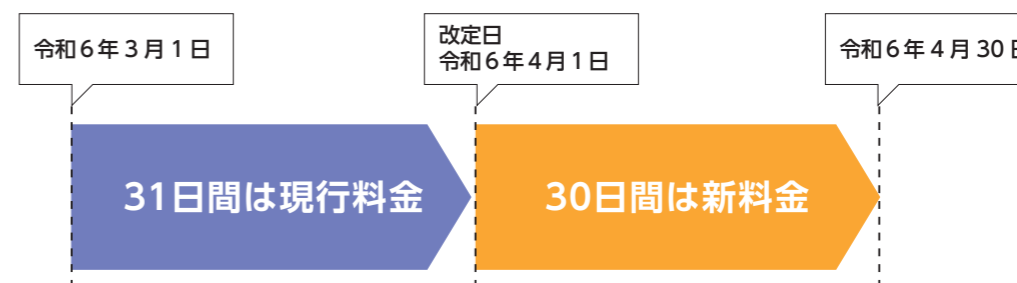 令和6年3月1日
改定日
令和6年4月1日
令和6年4月30日
31日間は現行料金
30日間は新料金